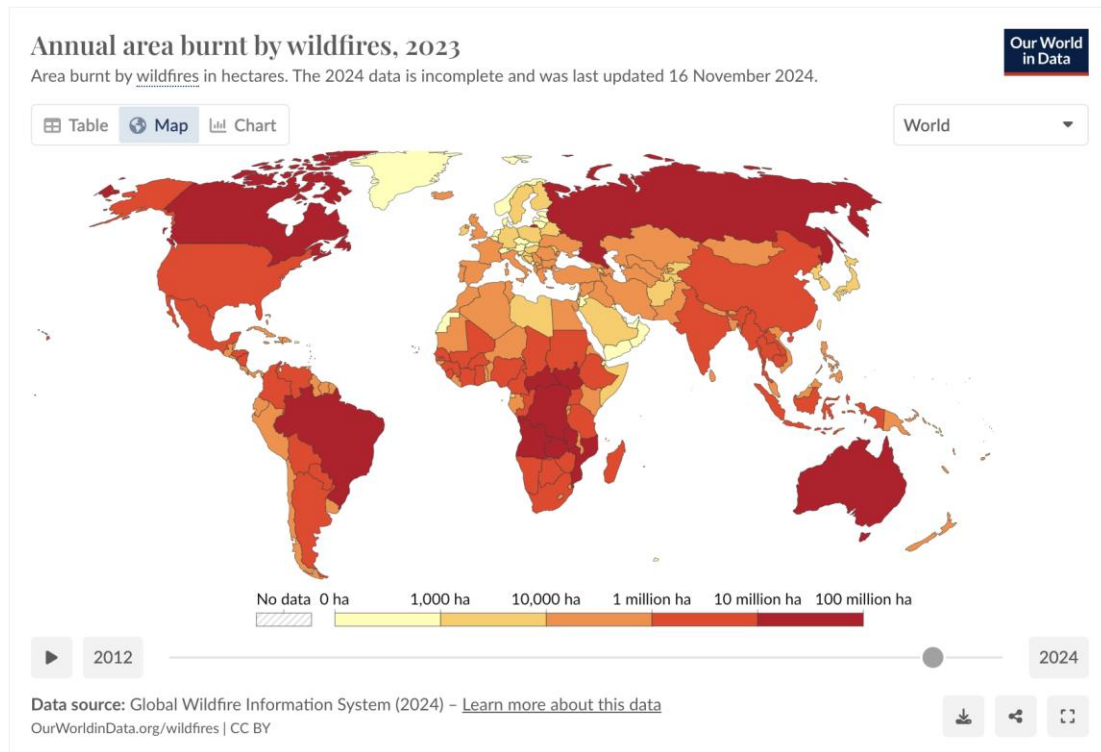 Annual area burnt by wildfires, 2023
Our World
in Data
Area burnt by wildfires in hectares. The 2024 data is incomplete and was last updated 16 November 2024.
Table Map Chart
World
No data 0 ha 1,000 ha 10,000 ha 1 million ha 10 million ha 100 million ha
2012
2024
Data source: Global Wildfire Information System (2024) – Learn more about this data
OurWorldinData.org/wildfires | CC BY